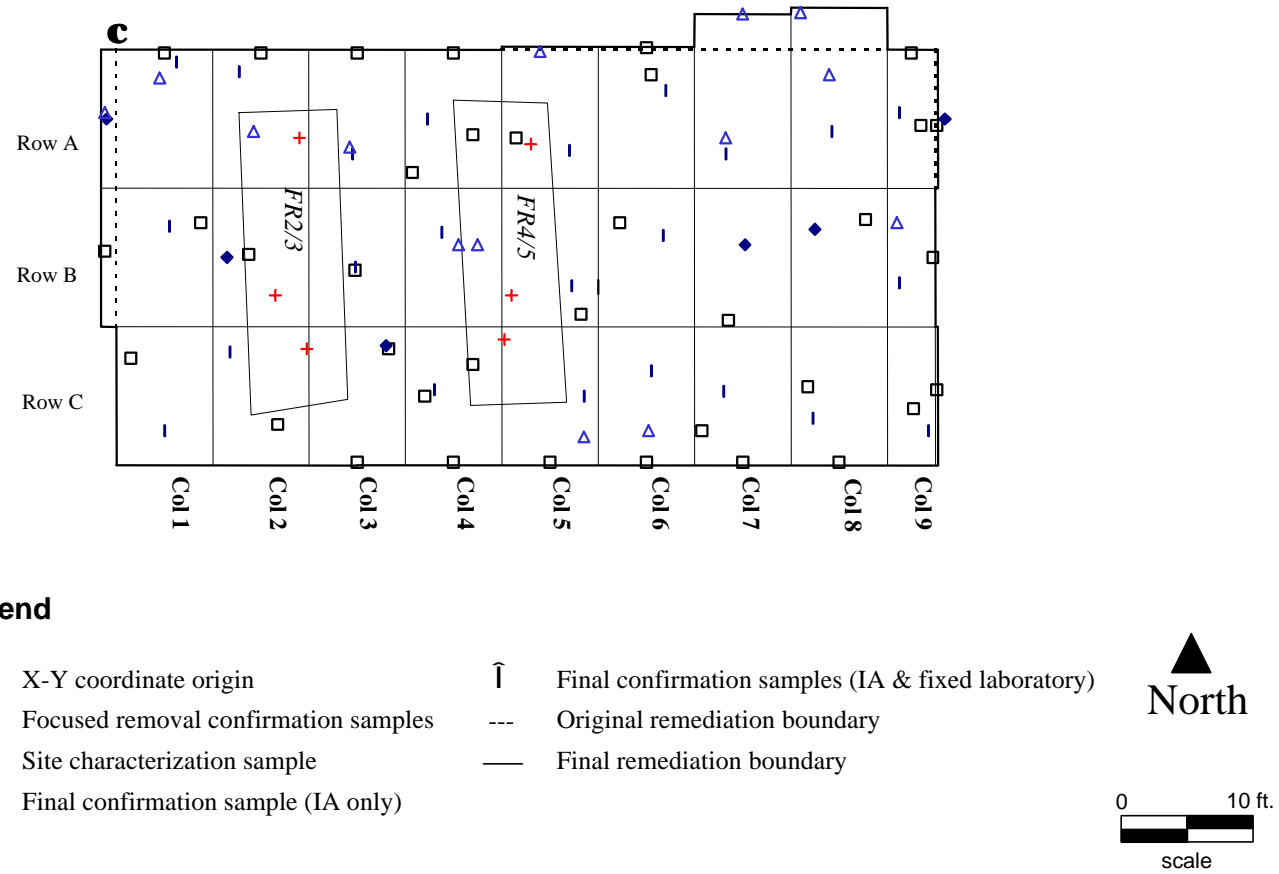 c
Row A
Row B
Row C
FR2/3
FR4/5
Col 1
Col 2
Col 3
Col 4
Col 5
Col 6
Col 7
Col 8
Col 9
end
X-Y coordinate origin
Focused removal confirmation samples
Site characterization sample
Final confirmation sample (IA only)
Î Final confirmation samples (IA & fixed laboratory)
--- Original remediation boundary
Final remediation boundary
North
0 10 ft.
scale